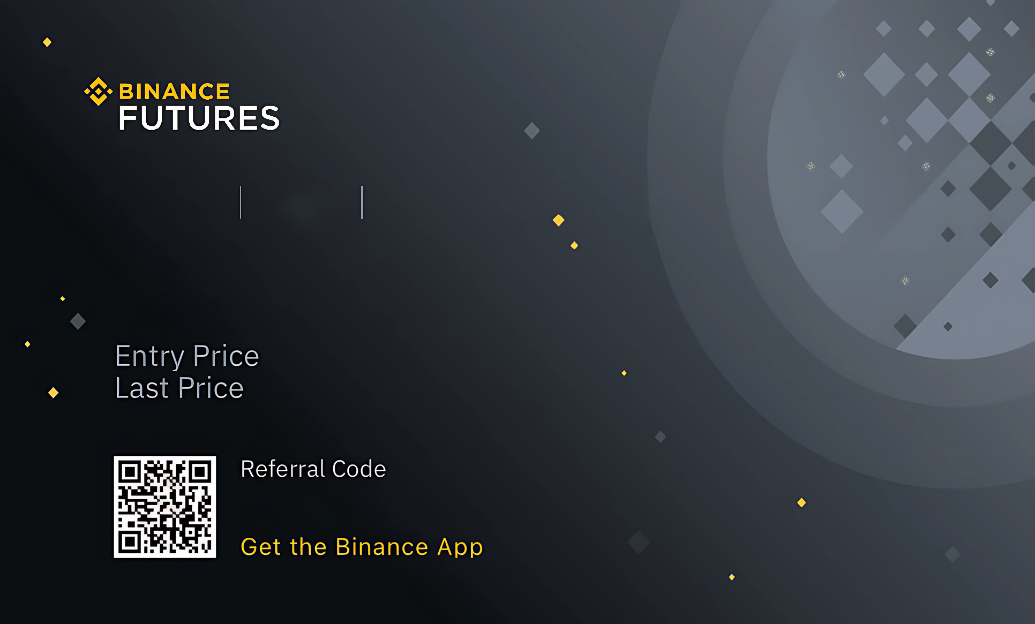 BINANCE
FUTURES
Entry Price
Last Price
Referral Code
Get the Binance App